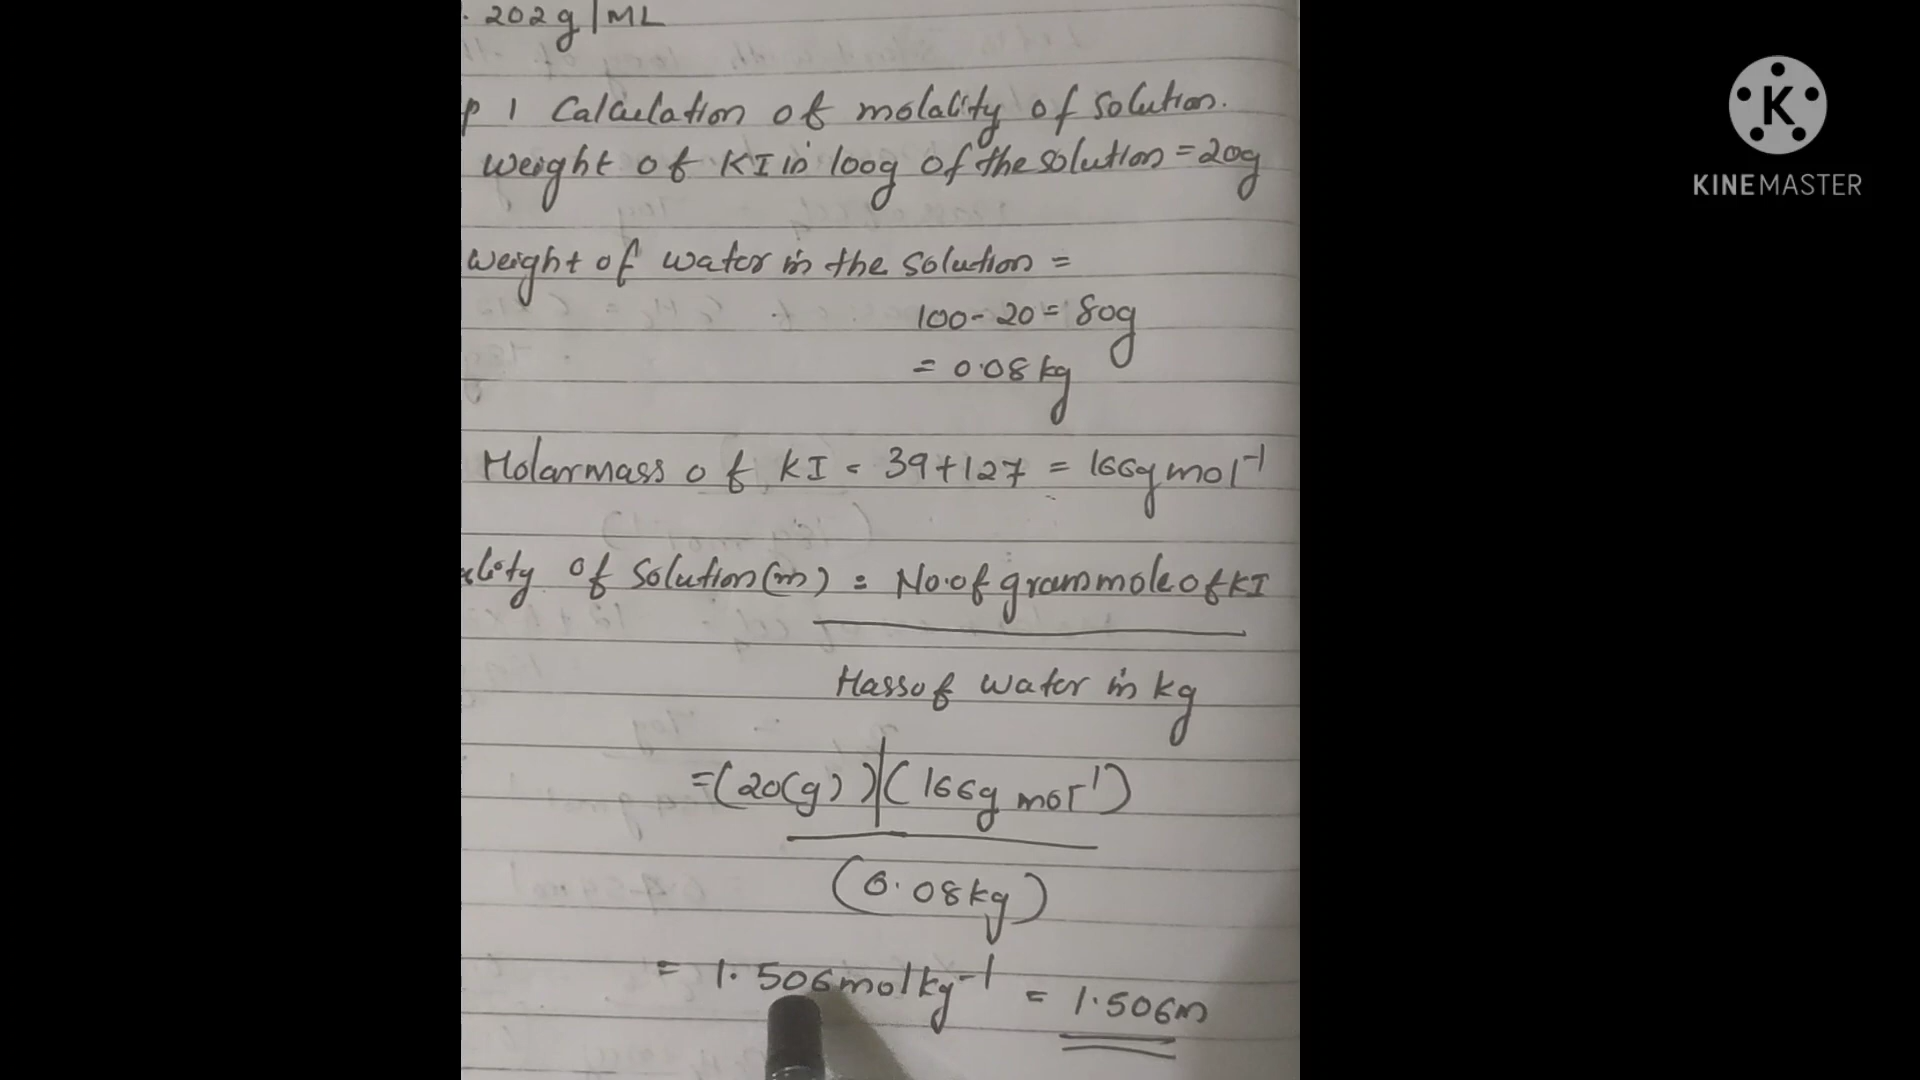 . 202g/ML
p 1 Calculation of molality of solution.
weight of KI in 100g of the solution = 20g
weight of water in the solution =
100 - 20 = 80g
= 0.08 kg
Molarmass of KI = 39 + 127 = 166g mol⁻¹
ality of Solution (m) = No. of grammole of KI
Mass of water in kg
= (20(g)) / (166g mol⁻¹)
(0.08kg)
= 1.506 mol kg⁻¹ = 1.506m
K
KINEMASTER